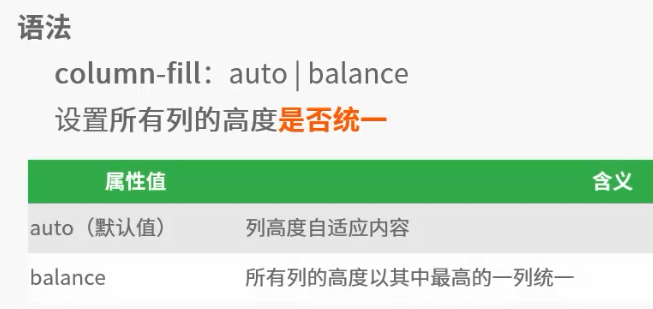 语法
column-fill：auto | balance
设置所有列的高度是否统一
属性值 含义
auto（默认值） 列高度自适应内容
balance 所有列的高度以其中最高的一列统一